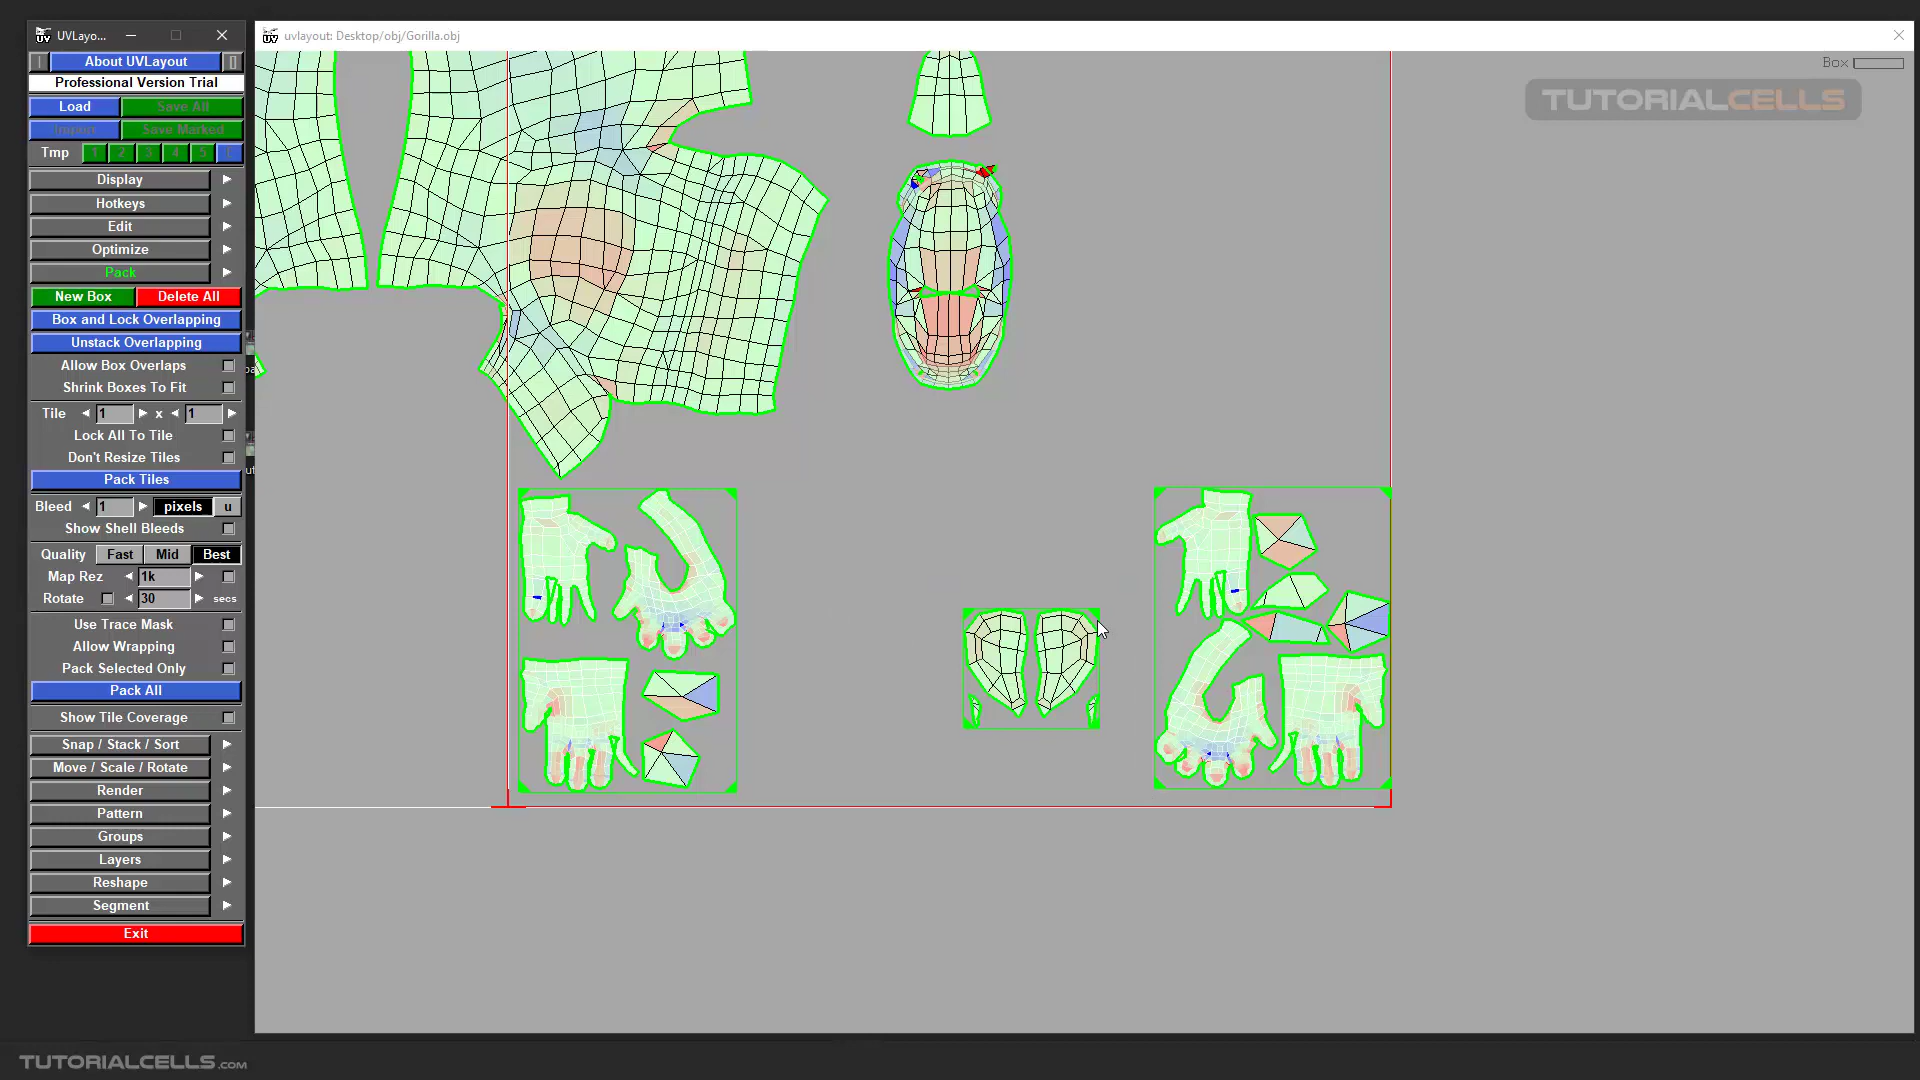 UVLayo...
About UVLayout
Professional Version Trial
Load
Save All
Import
Save Marked
Tmp 1 2 3 4 5
Display
Hotkeys
Edit
Optimize
Pack
New Box
Delete All
Box and Lock Overlapping
Unstack Overlapping
Allow Box Overlaps
Shrink Boxes To Fit
Tile 1 x 1
Lock All To Tile
Don't Resize Tiles
Pack Tiles
Bleed 1 pixels u
Show Shell Bleeds
Quality Fast Mid Best
Map Rez 1k
Rotate 30 secs
Use Trace Mask
Allow Wrapping
Pack Selected Only
Pack All
Show Tile Coverage
Snap / Stack / Sort
Move / Scale / Rotate
Render
Pattern
Groups
Layers
Reshape
Segment
Exit
uvlayout: Desktop/obj/Gorilla.obj
Box
TUTORIALCELLS
TUTORIALCELLS.COM